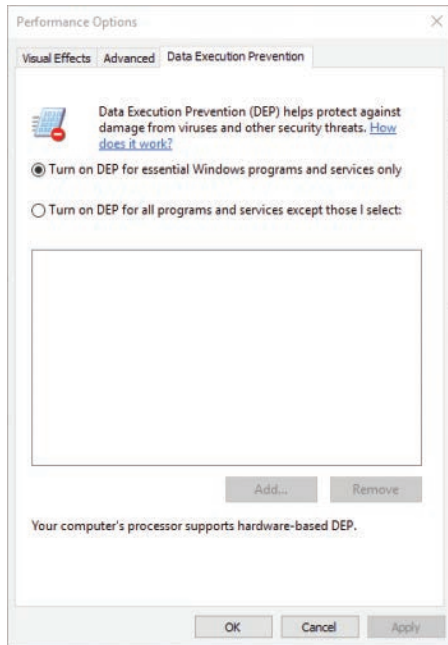 Performance Options
Visual Effects
Advanced
Data Execution Prevention
Data Execution Prevention (DEP) helps protect against
damage from viruses and other security threats. How
does it work?
Turn on DEP for essential Windows programs and services only
Turn on DEP for all programs and services except those I select:
Add...
Remove
Your computer's processor supports hardware-based DEP.
OK
Cancel
Apply